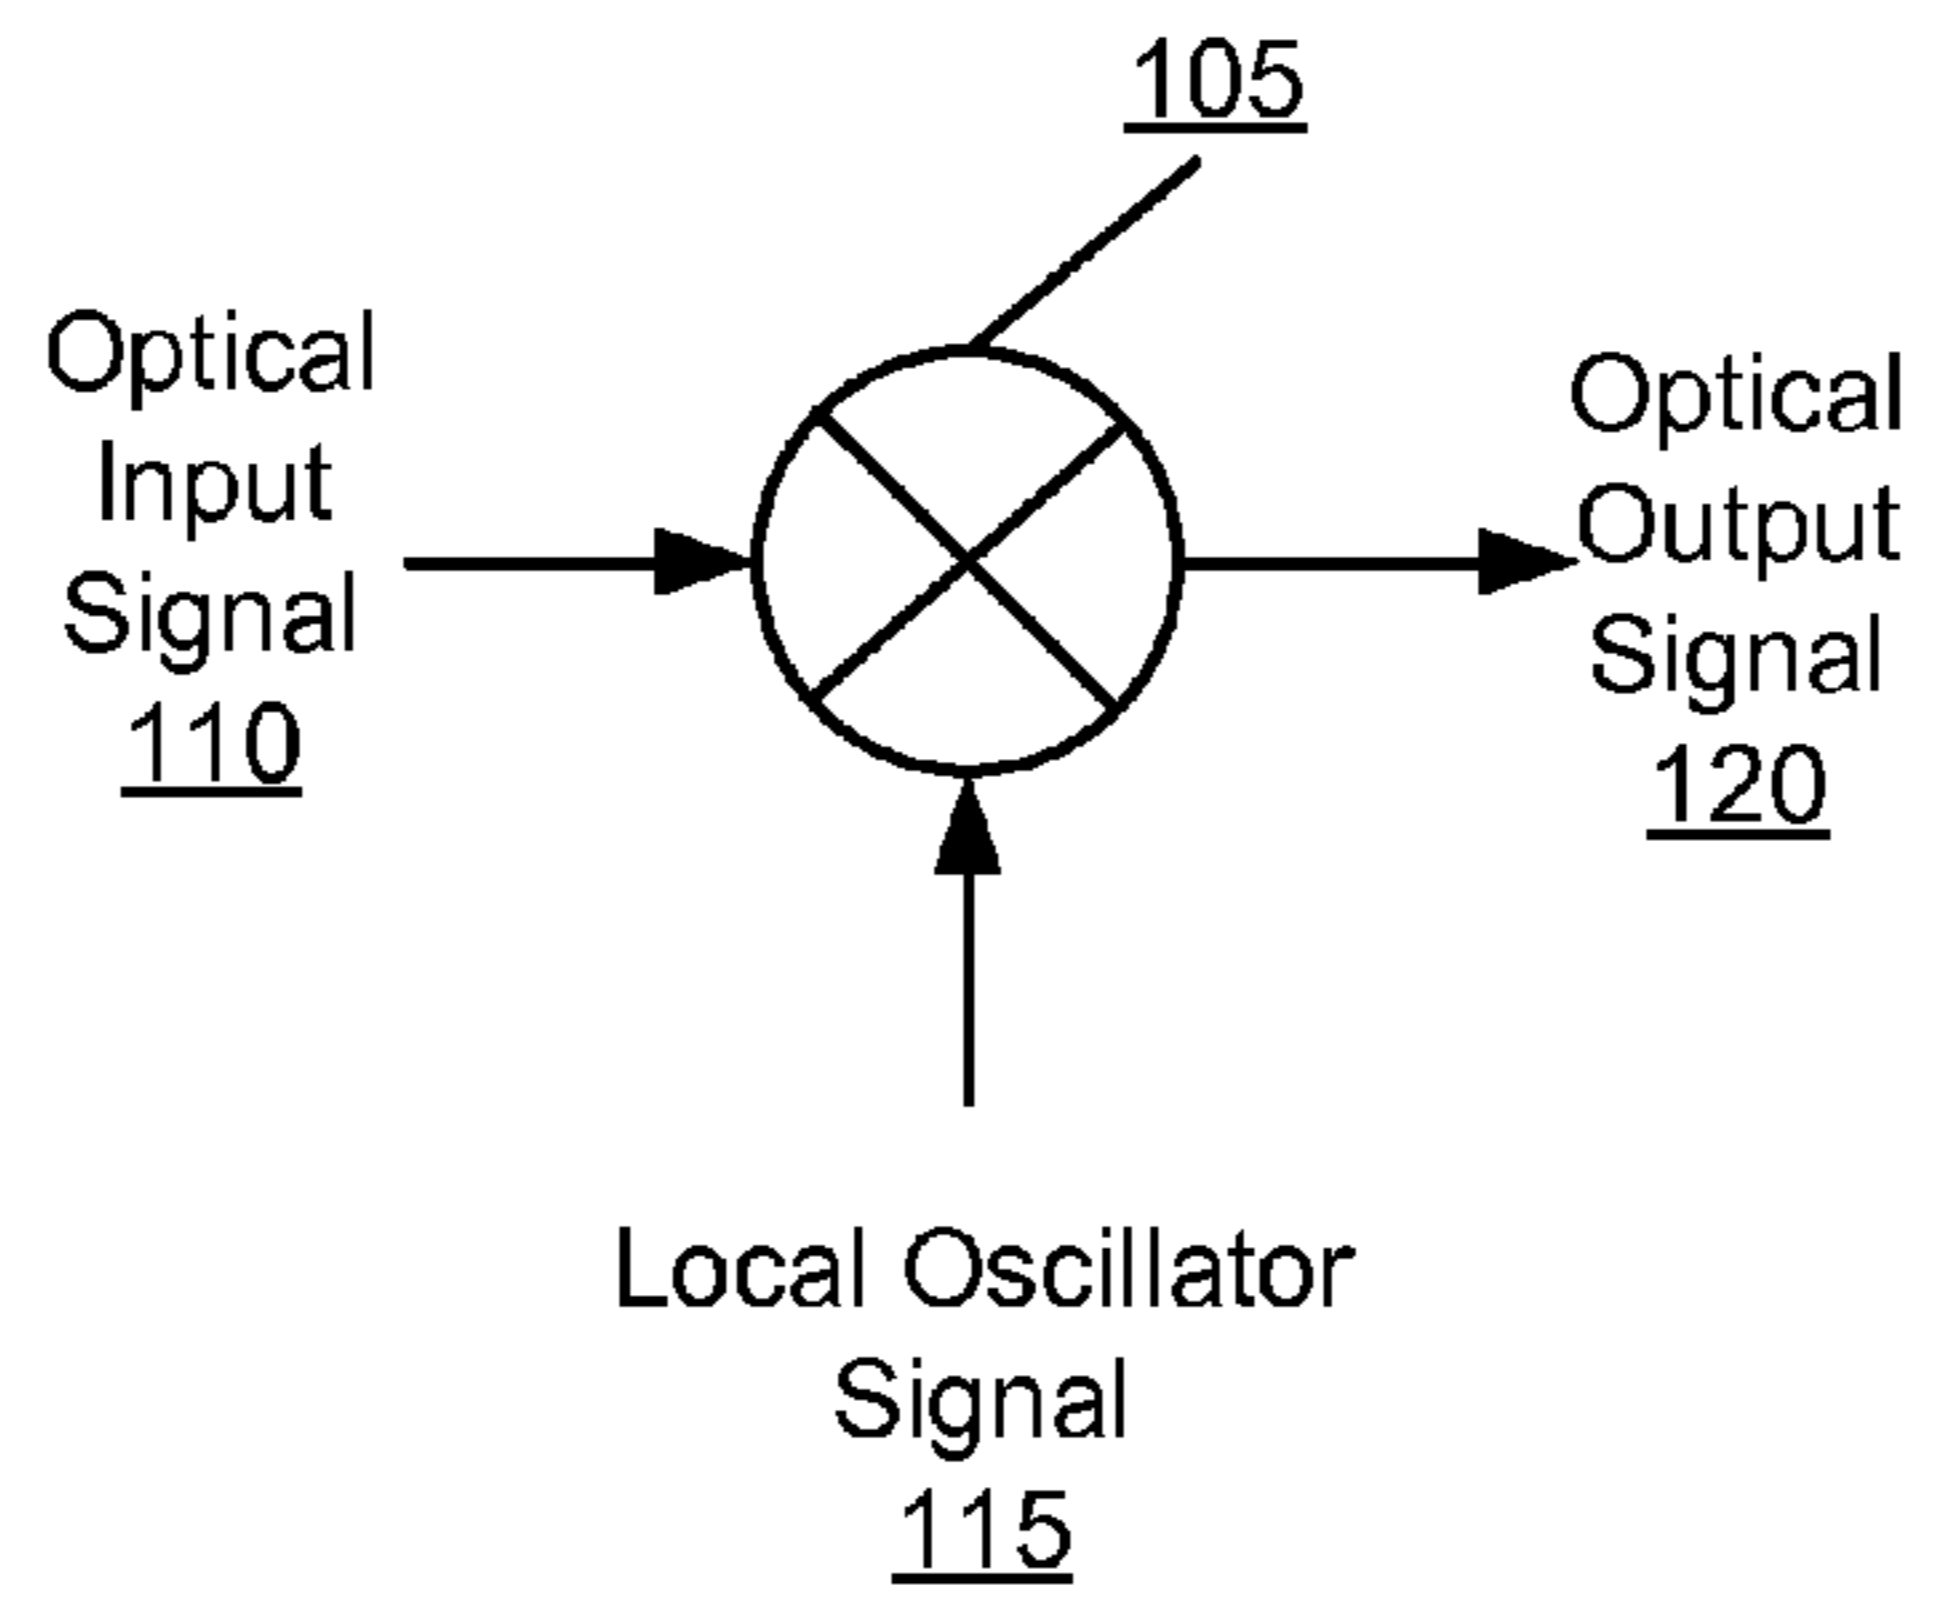 105
Optical
Input
Signal
110
Optical
Output
Signal
120
Local Oscillator
Signal
115